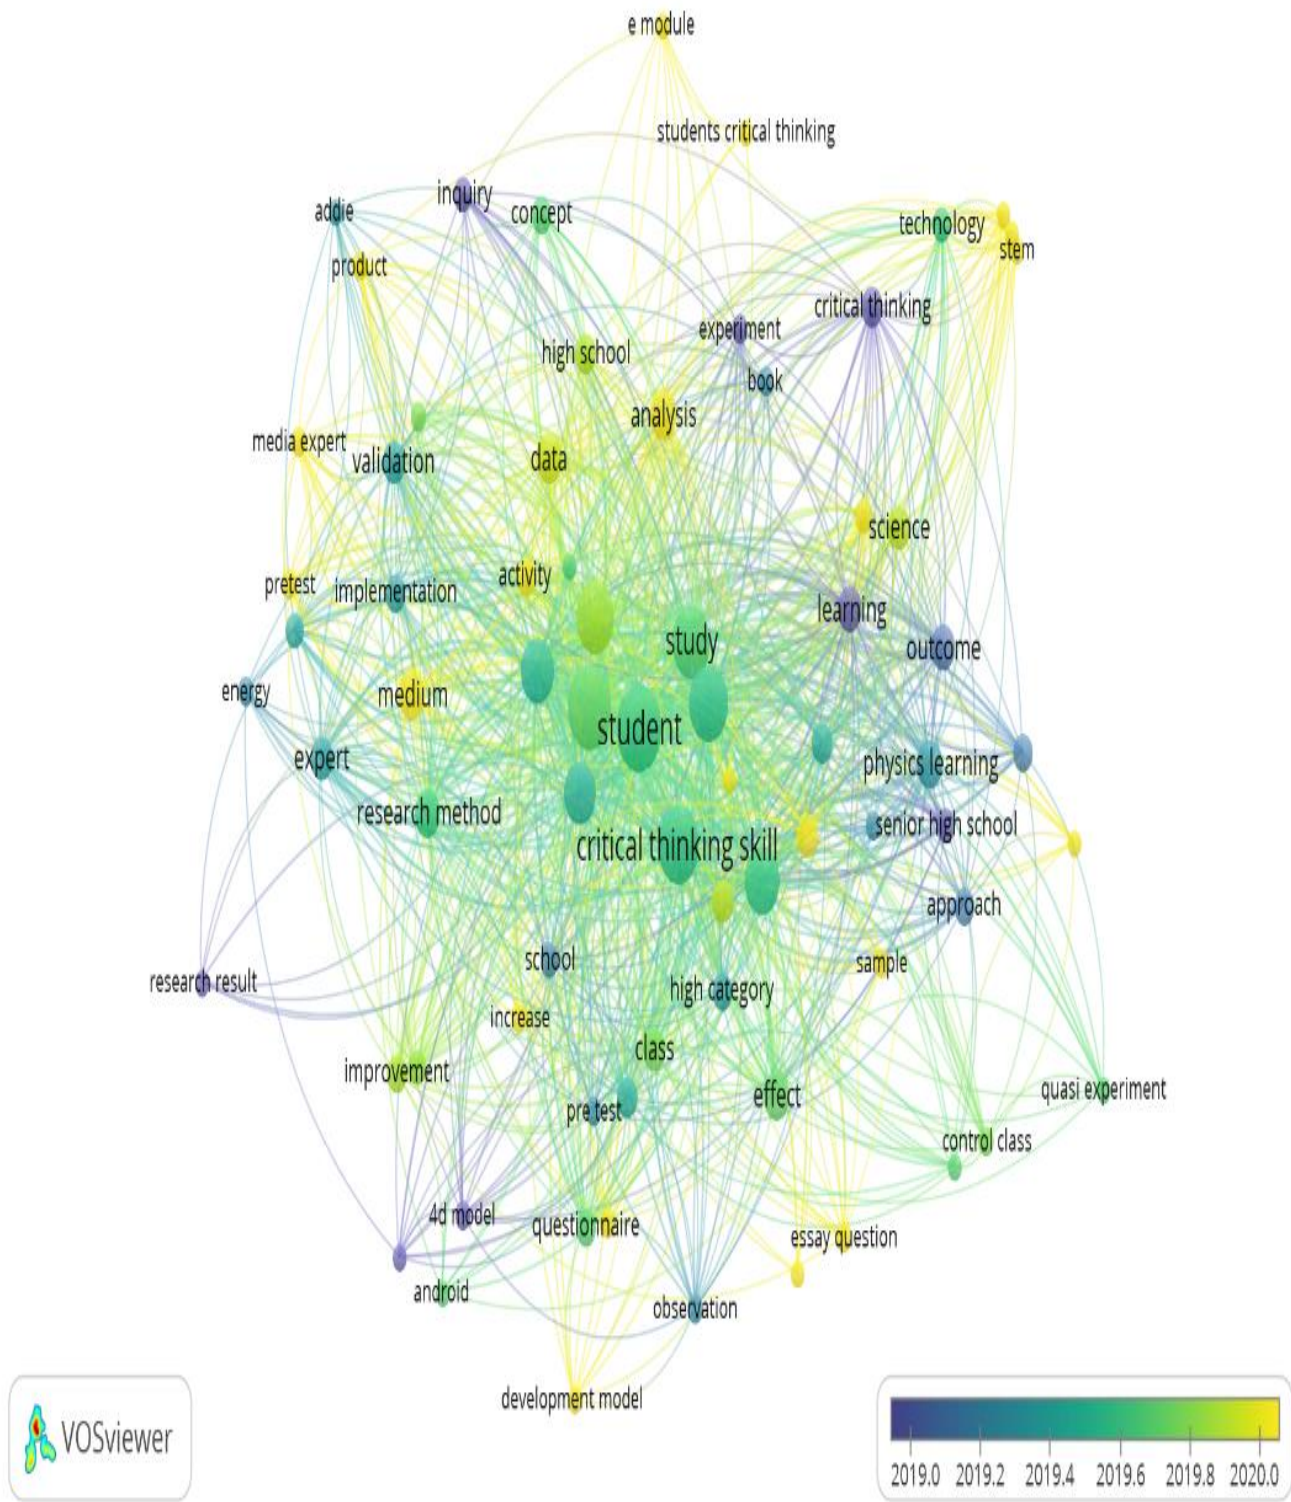 e module
students critical thinking
inquiry
addie
concept
technology
stem
product
critical thinking
experiment
high school
book
analysis
media expert
validation
data
science
activity
pretest
implementation
learning
study
outcome
energy
medium
student
expert
physics learning
research method
senior high school
critical thinking skill
approach
school
sample
research result
high category
increase
class
improvement
effect
quasi experiment
pre test
control class
4d model
questionnaire
essay question
android
observation
development model
VOSviewer
2019.0 2019.2 2019.4 2019.6 2019.8 2020.0